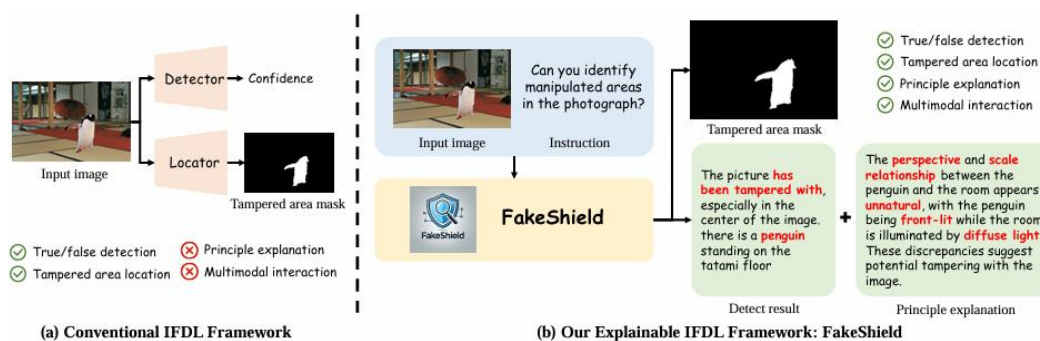 Detector
Confidence
Locator
Input image
Tampered area mask
True/false detection
Tampered area location
Principle explanation
Multimodal interaction
(a) Conventional IFDL Framework
Can you identify
manipulated areas
in the photograph?
Input image
Instruction
FakeShield
FakeShield
Tampered area mask
True/false detection
Tampered area location
Principle explanation
Multimodal interaction
The picture has
been tampered with,
especially in the
center of the image.
there is a penguin
standing on the
tatami floor
Detect result
+
The perspective and scale
relationship between the
penguin and the room appears
unnatural, with the penguin
being front-lit while the room
is illuminated by diffuse light
These discrepancies suggest
potential tampering with the
image.
Principle explanation
(b) Our Explainable IFDL Framework: FakeShield